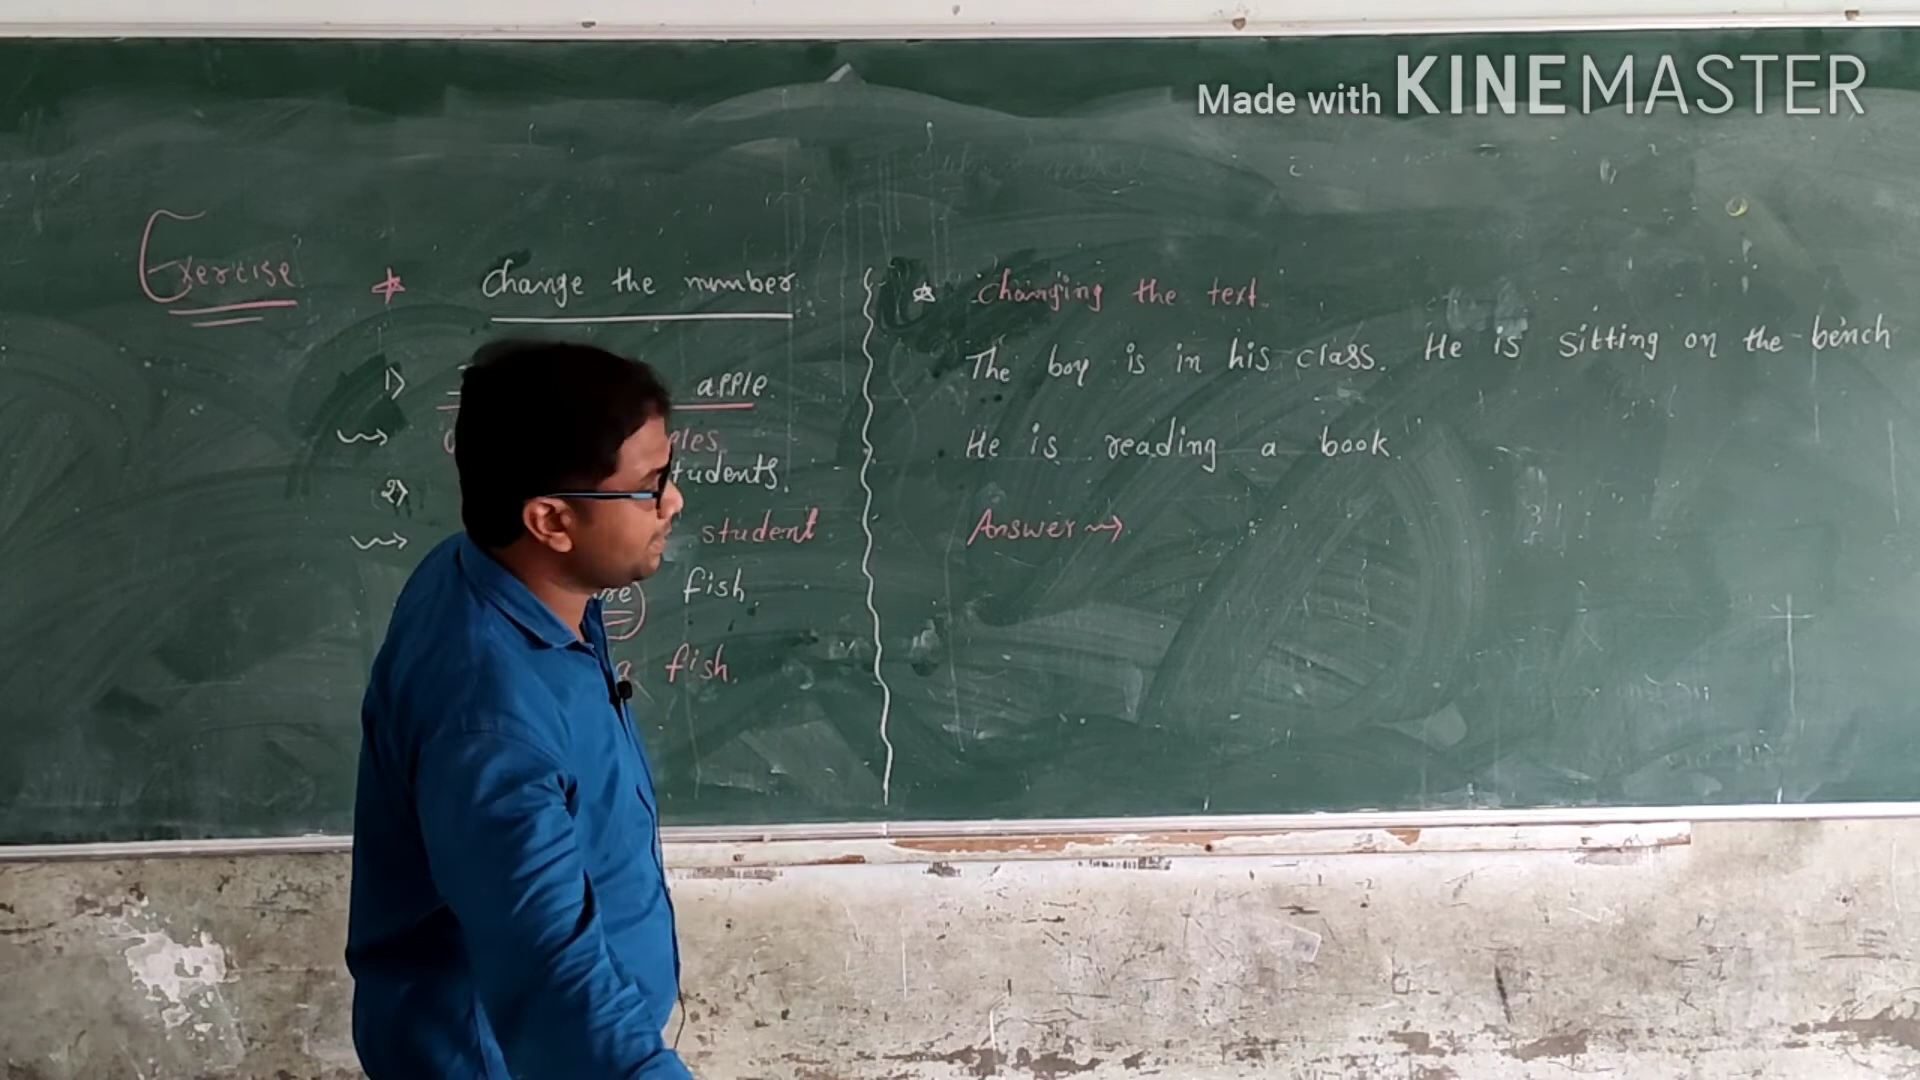 Made with KINEMASTER
Exercise
Change the number
1) apple.
ples.
2) tudents.
student
fish
a fish.
changing the text.
The boy is in his class. He is sitting on the bench
He is reading a book.
Answer